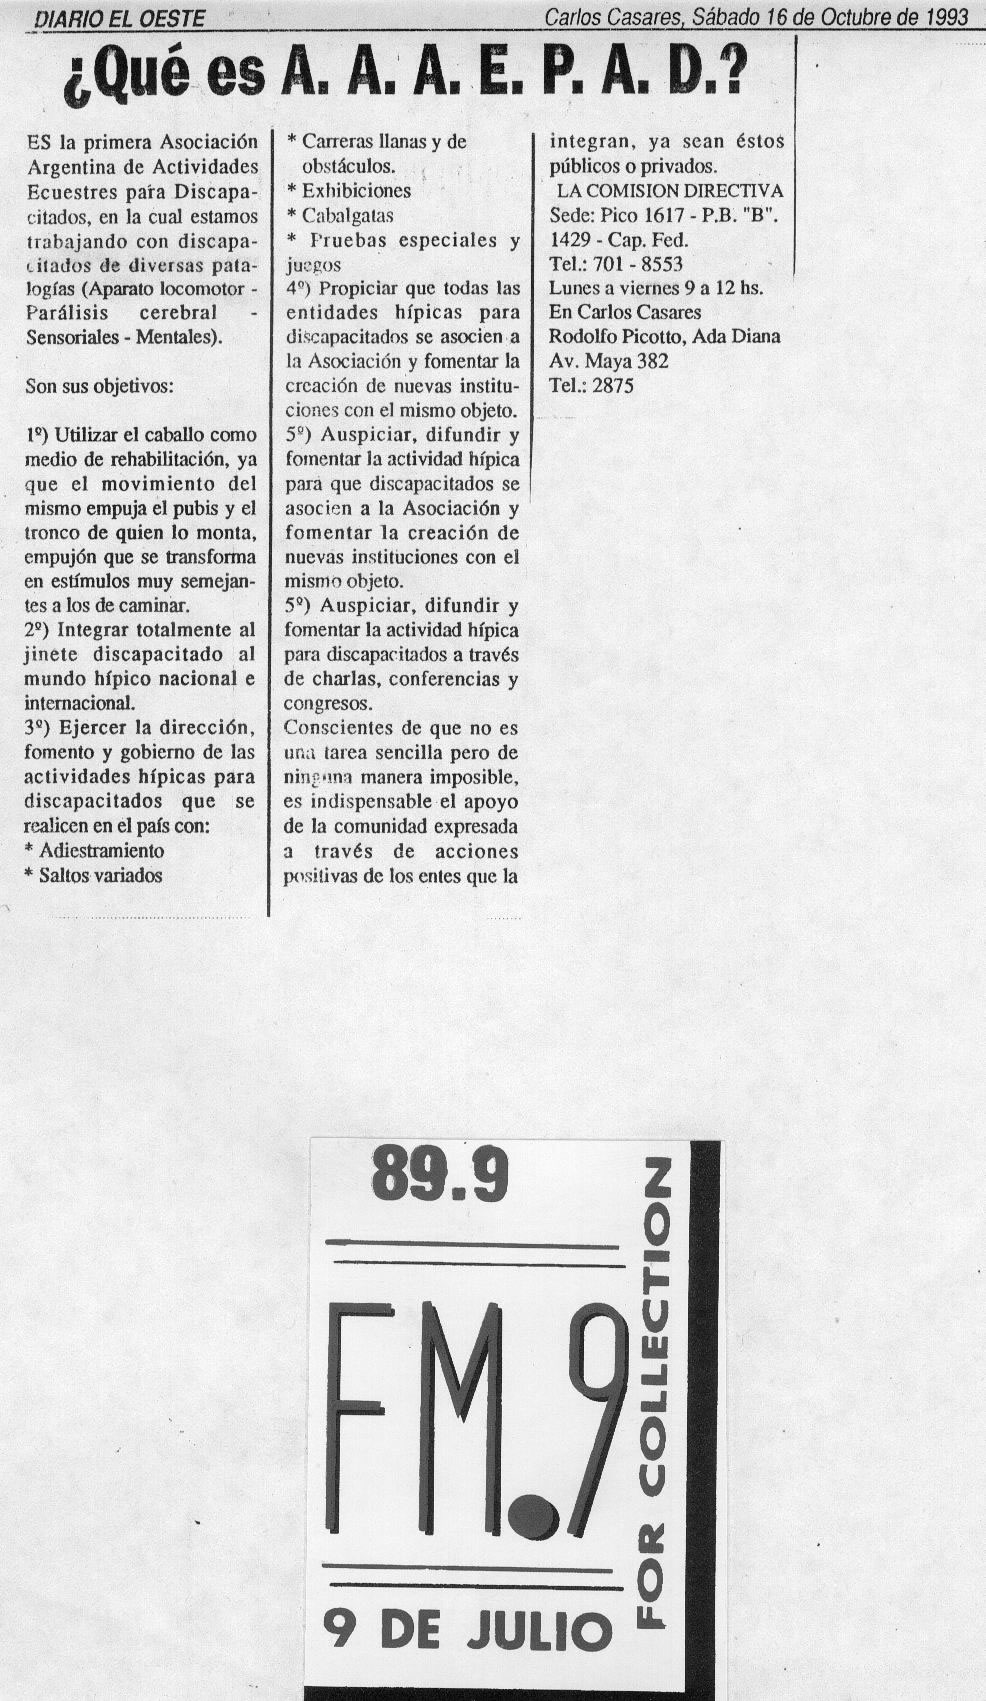 DIARIO EL OESTE
Carlos Casares, Sábado 16 de Octubre de 1993
¿Qué es A. A. A. E. P. A. D.?
ES la primera Asociación
Argentina de Actividades
Ecuestres para Discapa-
citados, en la cual estamos
trabajando con discapa-
citados de diversas pata-
logías (Aparato locomotor -
Parálisis cerebral -
Sensoriales - Mentales).
Son sus objetivos:
1º) Utilizar el caballo como
medio de rehabilitación, ya
que el movimiento del
mismo empuja el pubis y el
tronco de quien lo monta,
empujón que se transforma
en estímulos muy semejan-
tes a los de caminar.
2º) Integrar totalmente al
jinete discapacitado al
mundo hípico nacional e
internacional.
3º) Ejercer la dirección,
fomento y gobierno de las
actividades hípicas para
discapacitados que se
realicen en el país con:
* Adiestramiento
* Saltos variados
* Carreras llanas y de
obstáculos.
* Exhibiciones
* Cabalgatas
* Pruebas especiales y
juegos
4º) Propiciar que todas las
entidades hípicas para
discapacitados se asocien a
la Asociación y fomentar la
creación de nuevas institu-
ciones con el mismo objeto.
5º) Auspiciar, difundir y
fomentar la actividad hípica
para que discapacitados se
asocien a la Asociación y
fomentar la creación de
nuevas instituciones con el
mismo objeto.
5º) Auspiciar, difundir y
fomentar la actividad hípica
para discapacitados a través
de charlas, conferencias y
congresos.
Conscientes de que no es
una tarea sencilla pero de
ninguna manera imposible,
es indispensable el apoyo
de la comunidad expresada
a través de acciones
positivas de los entes que la
integran, ya sean éstos
públicos o privados.
LA COMISION DIRECTIVA
Sede: Pico 1617 - P.B. "B".
1429 - Cap. Fed.
Tel.: 701 - 8553
Lunes a viernes 9 a 12 hs.
En Carlos Casares
Rodolfo Picotto, Ada Diana
Av. Maya 382
Tel.: 2875
89.9
FM.9
9 DE JULIO
FOR COLLECTION